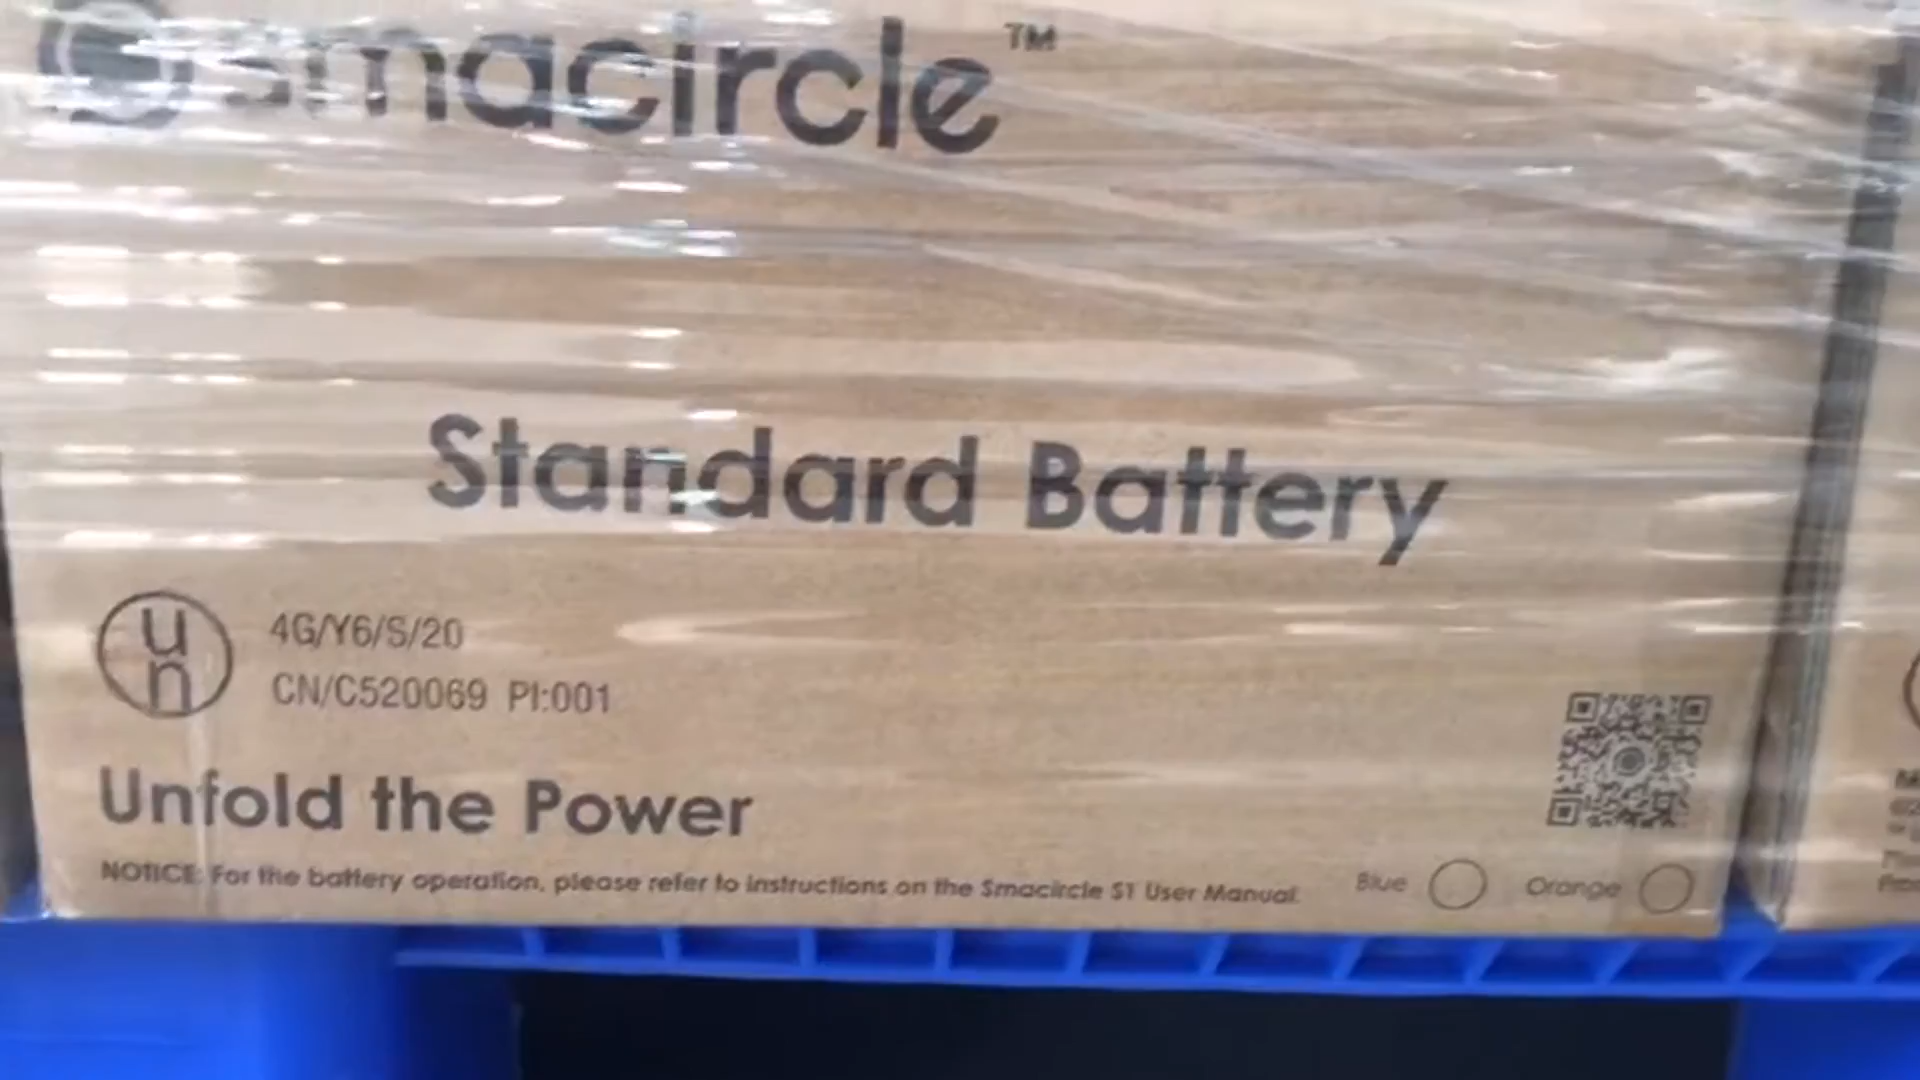 smacircle™
Standard Battery
un
4G/Y6/S/20
CN/C520069 PI:001
Unfold the Power
NOTICE: For the battery operation, please refer to instructions on the Smacircle S1 User Manual.
Blue
Orange